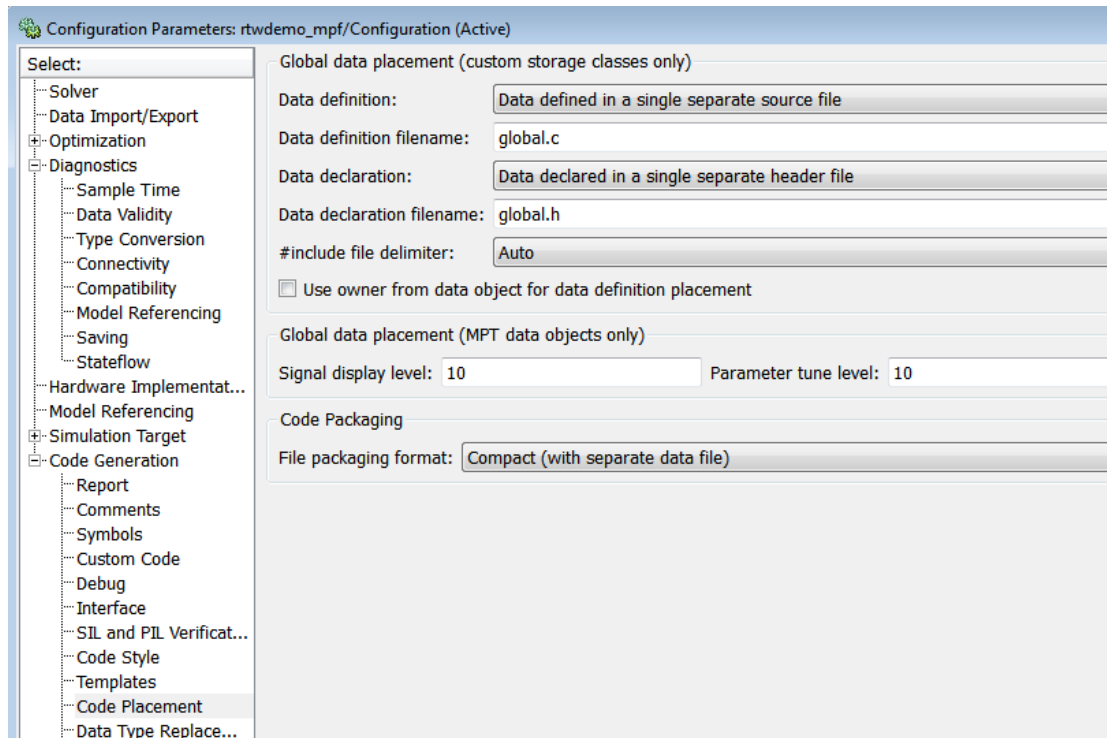 Configuration Parameters: rtwdemo_mpf/Configuration (Active)
Select:
Solver
Data Import/Export
Optimization
Diagnostics
Sample Time
Data Validity
Type Conversion
Connectivity
Compatibility
Model Referencing
Saving
Stateflow
Hardware Implementat...
Model Referencing
Simulation Target
Code Generation
Report
Comments
Symbols
Custom Code
Debug
Interface
SIL and PIL Verificat...
Code Style
Templates
Code Placement
Data Type Replace...
Global data placement (custom storage classes only)
Data definition: Data defined in a single separate source file
Data definition filename: global.c
Data declaration: Data declared in a single separate header file
Data declaration filename: global.h
#include file delimiter: Auto
Use owner from data object for data definition placement
Global data placement (MPT data objects only)
Signal display level: 10 Parameter tune level: 10
Code Packaging
File packaging format: Compact (with separate data file)